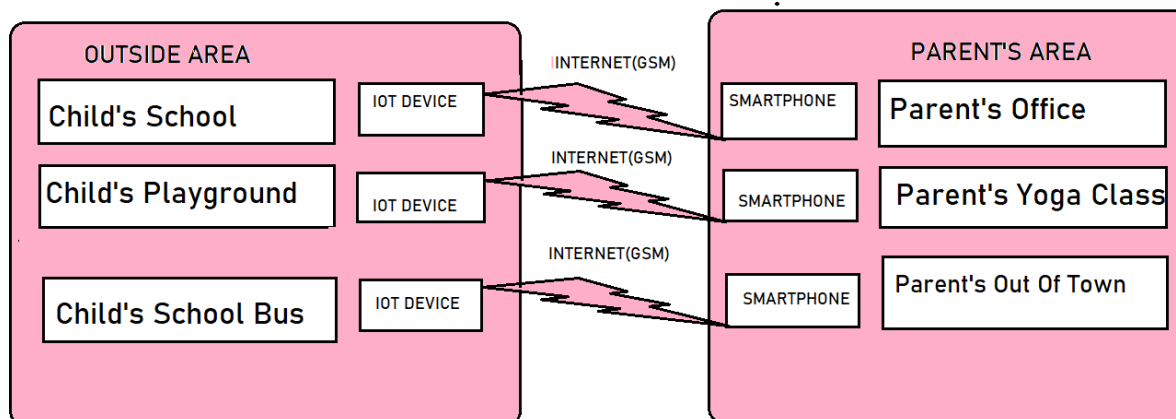 OUTSIDE AREA
PARENT'S AREA
INTERNET(GSM)
Child's School
IOT DEVICE
SMARTPHONE
Parent's Office
INTERNET(GSM)
Child's Playground
IOT DEVICE
SMARTPHONE
Parent's Yoga Class
INTERNET(GSM)
Child's School Bus
IOT DEVICE
SMARTPHONE
Parent's Out Of Town